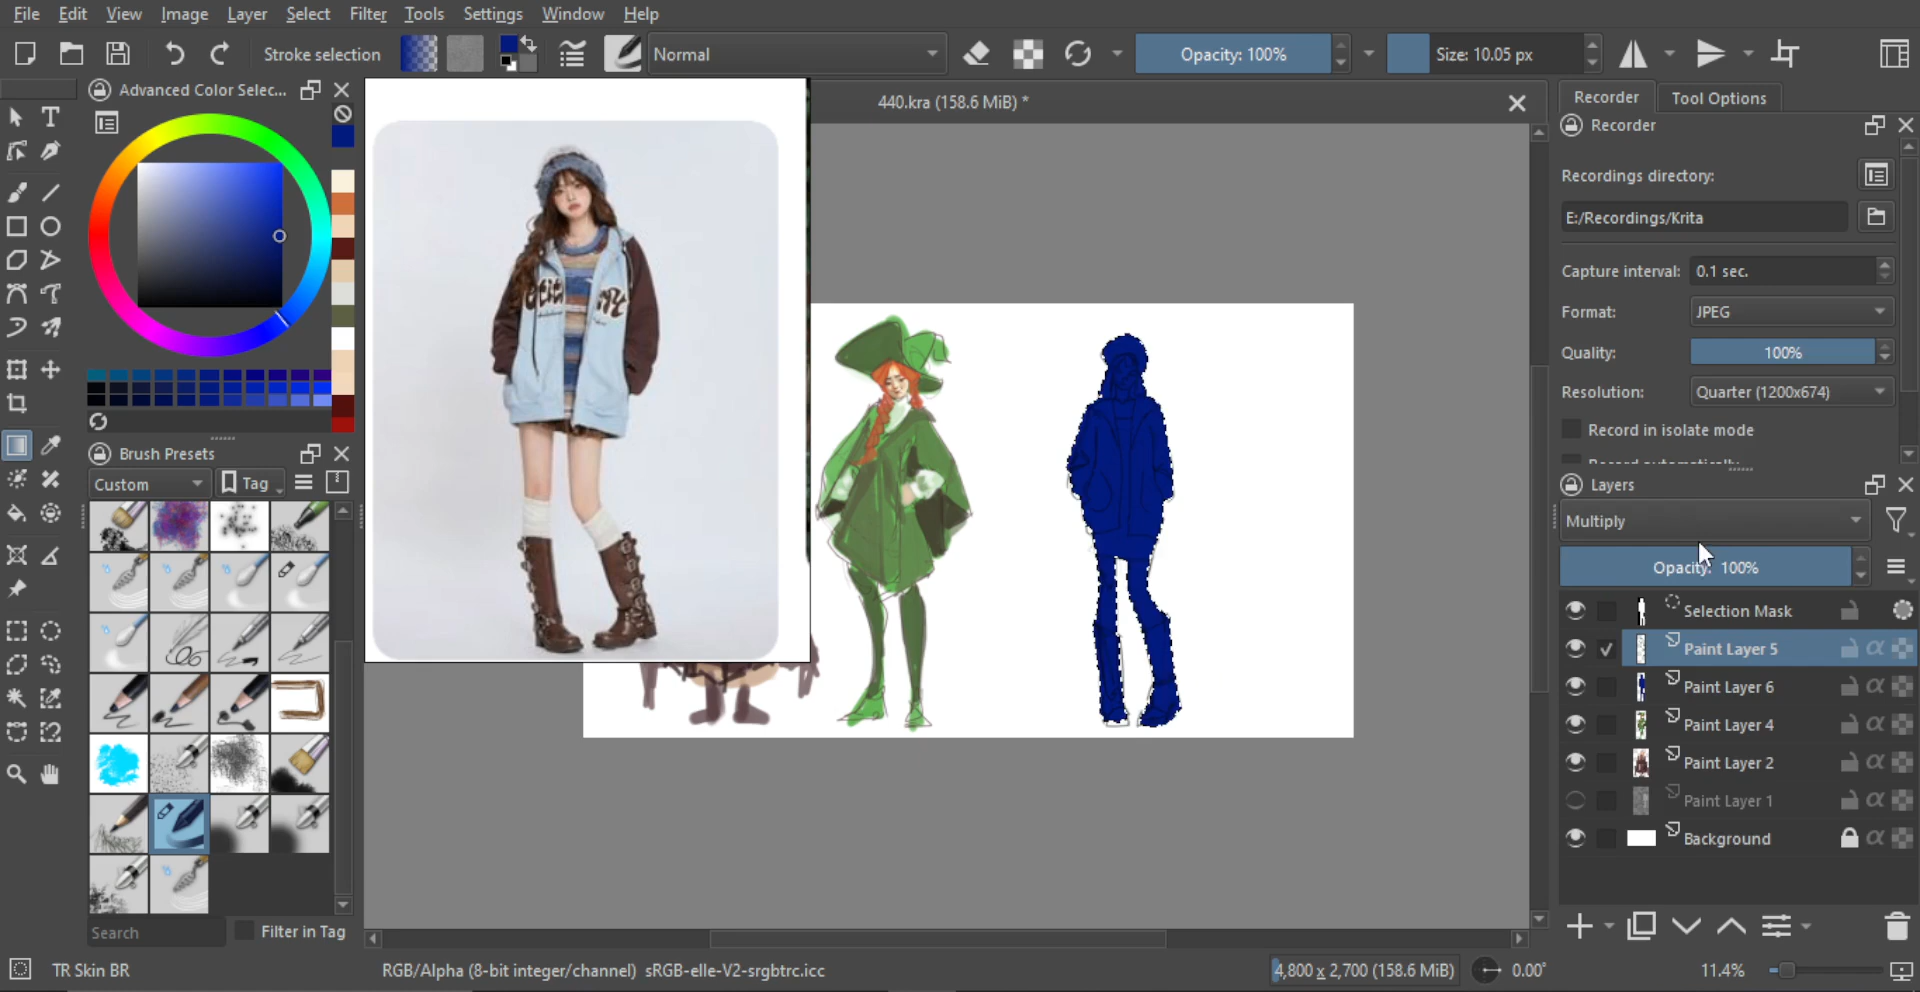 File Edit View Image Layer Select Filter Tools Settings Window Help
Stroke selection Normal Opacity: 100% Size: 10.05 px
Advanced Color Selec...
440.kra (158.6 MiB) *
Recorder Tool Options
Recorder
Recordings directory:
E:/Recordings/Krita
Capture interval: 0.1 sec.
Format: JPEG
Quality: 100%
Resolution: Quarter (1200x674)
Record in isolate mode
Brush Presets
Custom Tag
Layers
Multiply
Opacity: 100%
Selection Mask
Paint Layer 5
Paint Layer 6
Paint Layer 4
Paint Layer 2
Paint Layer 1
Background
Search Filter in Tag
TR Skin BR RGB/Alpha (8-bit integer/channel) sRGB-elle-V2-srgbtrc.icc 4,800 x 2,700 (158.6 MiB) 0.00° 11.4%